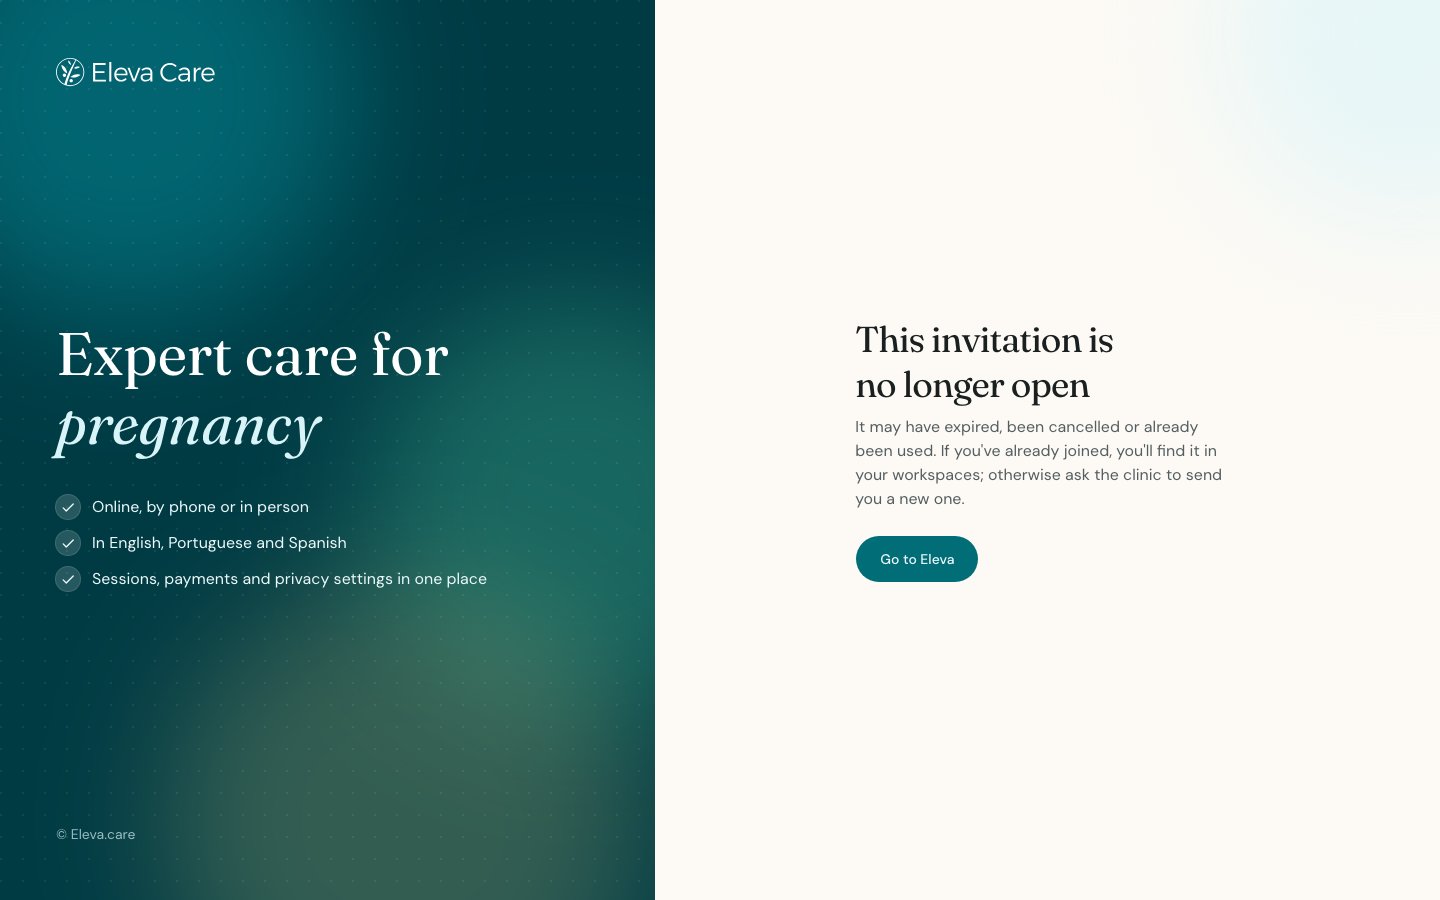 Eleva Care
Expert care for
pregnancy
Online, by phone or in person
In English, Portuguese and Spanish
Sessions, payments and privacy settings in one place
© Eleva.care
This invitation is
no longer open
It may have expired, been cancelled or already
been used. If you've already joined, you'll find it in
your workspaces; otherwise ask the clinic to send
you a new one.
Go to Eleva